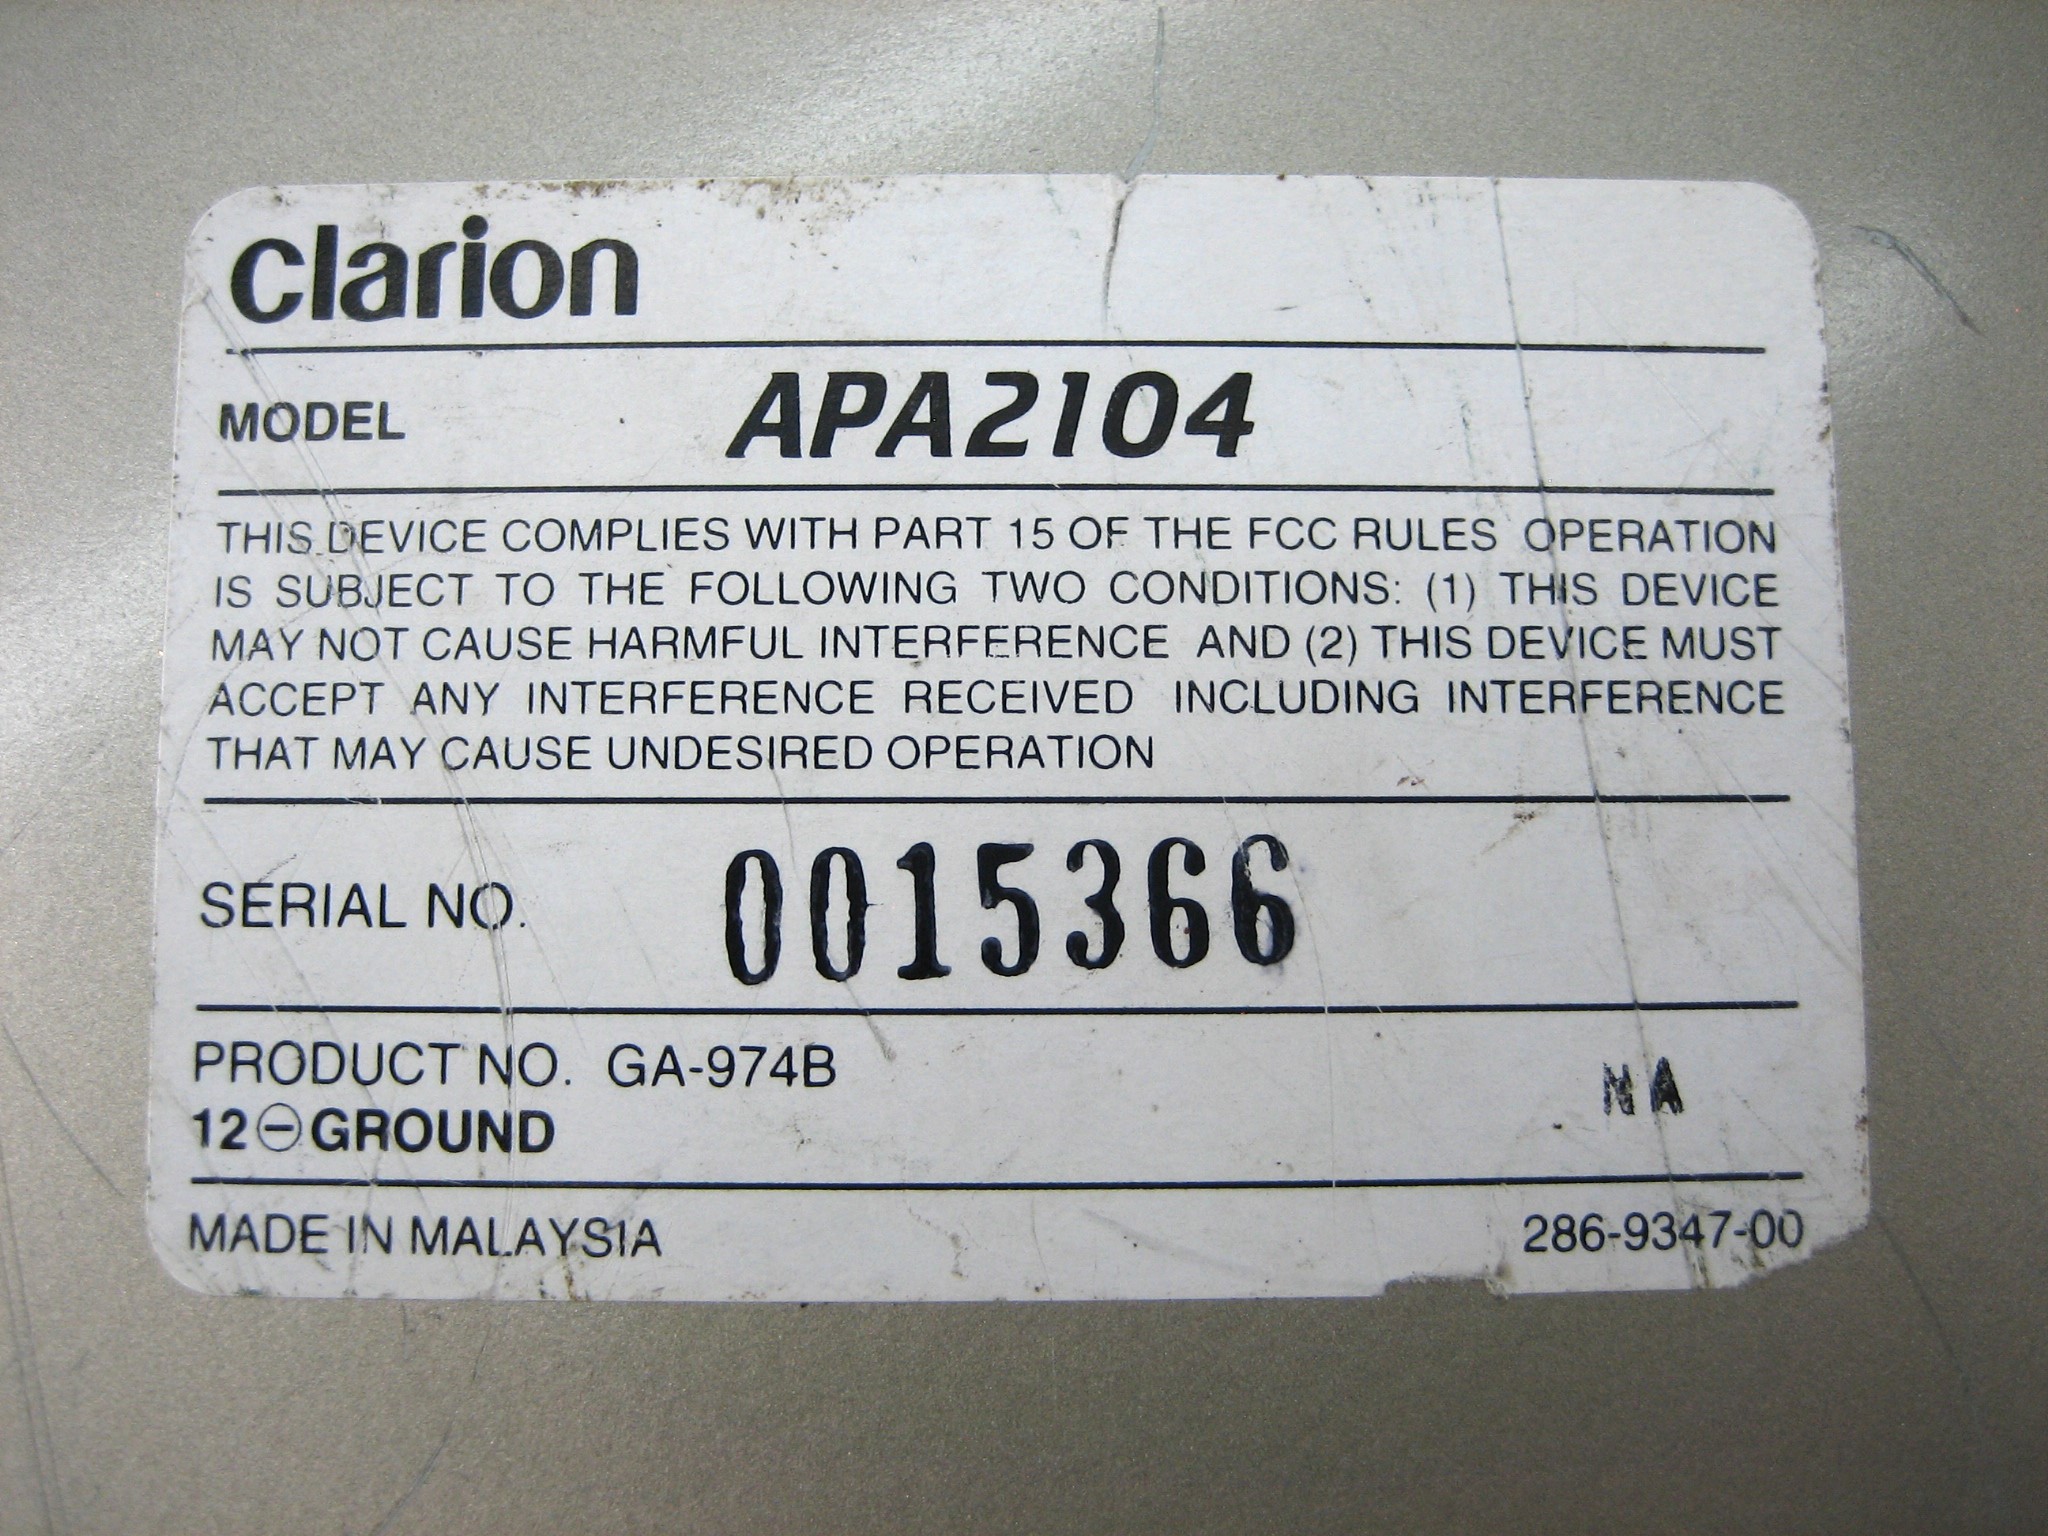 clarion
MODEL APA2104
THIS DEVICE COMPLIES WITH PART 15 OF THE FCC RULES OPERATION
IS SUBJECT TO THE FOLLOWING TWO CONDITIONS: (1) THIS DEVICE
MAY NOT CAUSE HARMFUL INTERFERENCE AND (2) THIS DEVICE MUST
ACCEPT ANY INTERFERENCE RECEIVED INCLUDING INTERFERENCE
THAT MAY CAUSE UNDESIRED OPERATION
SERIAL NO. 0015366
PRODUCT NO. GA-974B
NA
12⊖GROUND
MADE IN MALAYSIA 286-9347-00